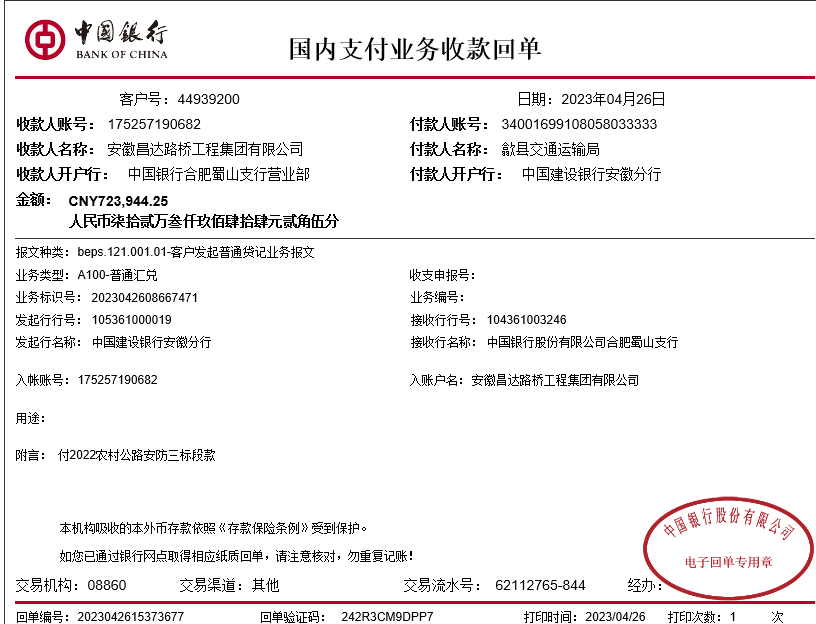 中国银行
BANK OF CHINA
国内支付业务收款回单
客户号：44939200 日期：2023年04月26日
收款人账号：175257190682 付款人账号：34001699108058033333
收款人名称：安徽昌达路桥工程集团有限公司 付款人名称：歙县交通运输局
收款人开户行：中国银行合肥蜀山支行营业部 付款人开户行：中国建设银行安徽分行
金额：CNY723,944.25
人民币柒拾贰万叁仟玖佰肆拾肆元贰角伍分
报文种类：beps.121.001.01-客户发起普通贷记业务报文
业务类型：A100-普通汇兑 收支申报号：
业务标识号：2023042608667471 业务编号：
发起行行号：105361000019 接收行行号：104361003246
发起行名称：中国建设银行安徽分行 接收行名称：中国银行股份有限公司合肥蜀山支行
入帐账号：175257190682 入账户名：安徽昌达路桥工程集团有限公司
用途：
附言：付2022农村公路安防三标段款
本机构吸收的本外币存款依照《存款保险条例》受到保护。
如您已通过银行网点取得相应纸质回单，请注意核对，勿重复记账！
中国银行股份有限公司
电子回单专用章
交易机构：08860 交易渠道：其他 交易流水号：62112765-844 经办：
回单编号：2023042615373677 回单验证码：242R3CM9DPP7 打印时间：2023/04/26 打印次数：1 次